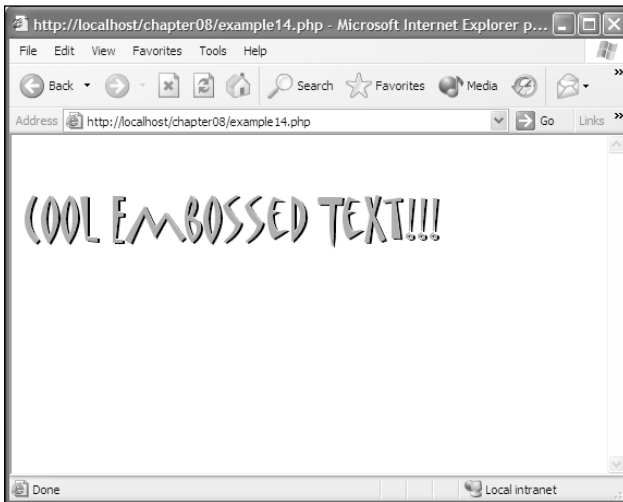 http://localhost/chapter08/example14.php - Microsoft Internet Explorer p...
File Edit View Favorites Tools Help
Back Search Favorites Media »
Address http://localhost/chapter08/example14.php Go Links »
COOL EMBOSSED TEXT!!!
Done Local intranet